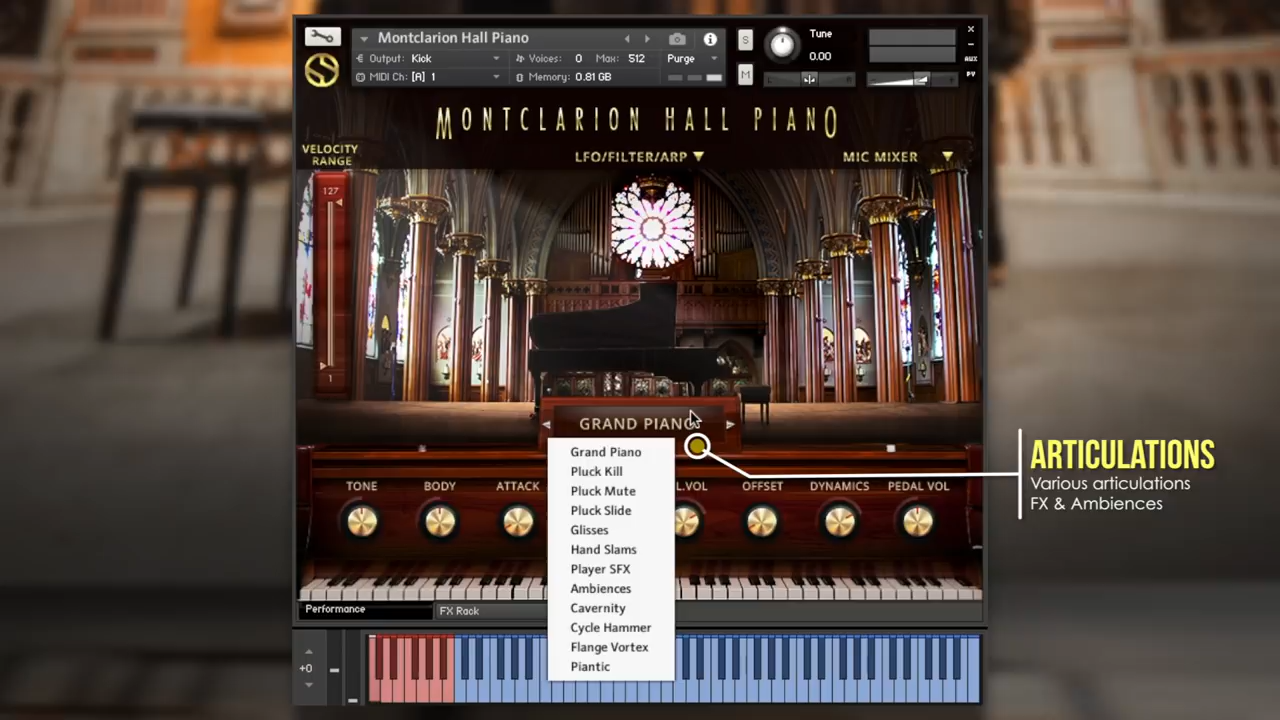 Montclarion Hall Piano
Output: Kick
Voices: 0 Max: 512
Purge
MIDI Ch: [A] 1
Memory: 0.81 GB
S
M
Tune
0.00
L
R
×
–
AUX
PV
MONTCLARION HALL PIANO
VELOCITY
RANGE
LFO/FILTER/ARP
MIC MIXER
127
1
GRAND PIANO
Grand Piano
Pluck Kill
Pluck Mute
Pluck Slide
Glisses
Hand Slams
Player SFX
Ambiences
Cavernity
Cycle Hammer
Flange Vortex
Piantic
TONE
BODY
ATTACK
L.VOL
OFFSET
DYNAMICS
PEDAL VOL
ARTICULATIONS
Various articulations
FX & Ambiences
Performance
FX Rack
+0